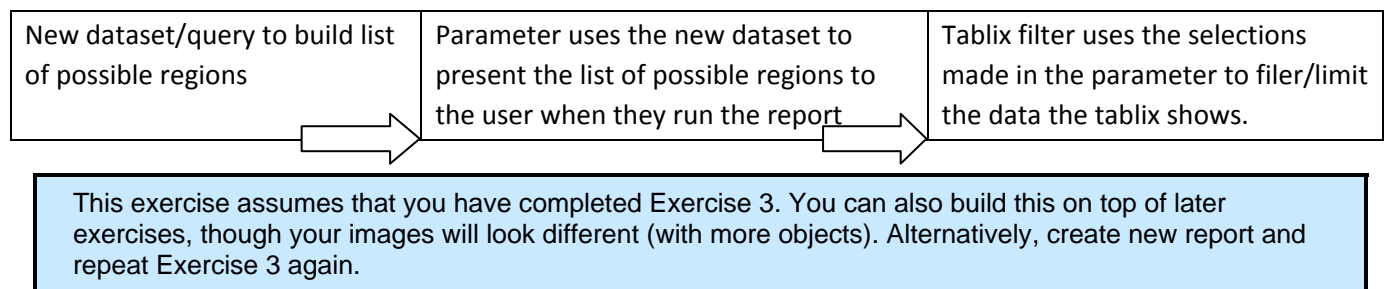 New dataset/query to build list
of possible regions
Parameter uses the new dataset to
present the list of possible regions to
the user when they run the report
Tablix filter uses the selections
made in the parameter to filer/limit
the data the tablix shows.
This exercise assumes that you have completed Exercise 3. You can also build this on top of later
exercises, though your images will look different (with more objects). Alternatively, create new report and
repeat Exercise 3 again.